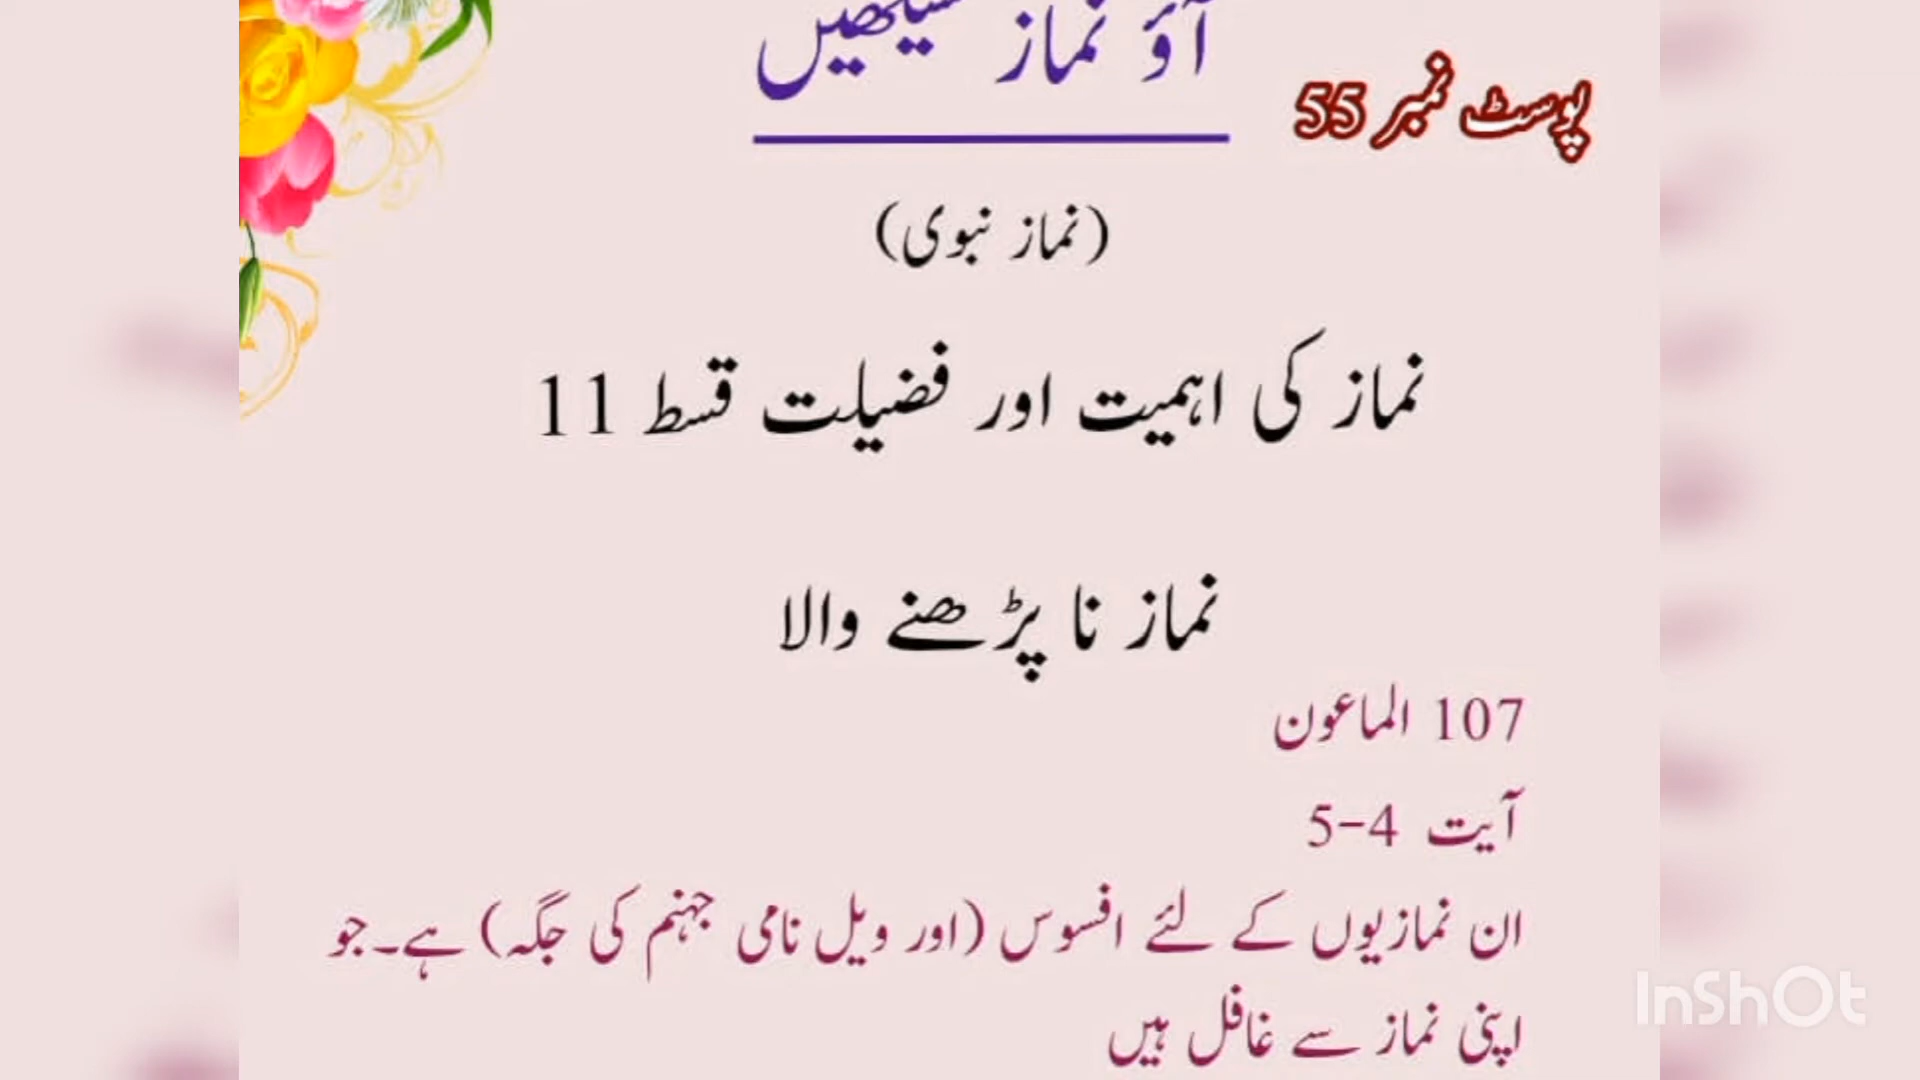 آؤ نماز سیکھیں
پوسٹ نمبر 55
(نماز نبوی)
نماز کی اہمیت اور فضیلت قسط 11
نماز نا پڑھنے والا
107 الماعون
آیت 4-5
ان نمازیوں کے لئے افسوس (اور ویل نامی جہنم کی جگہ) ہے۔جو
اپنی نماز سے غافل ہیں
InShOt